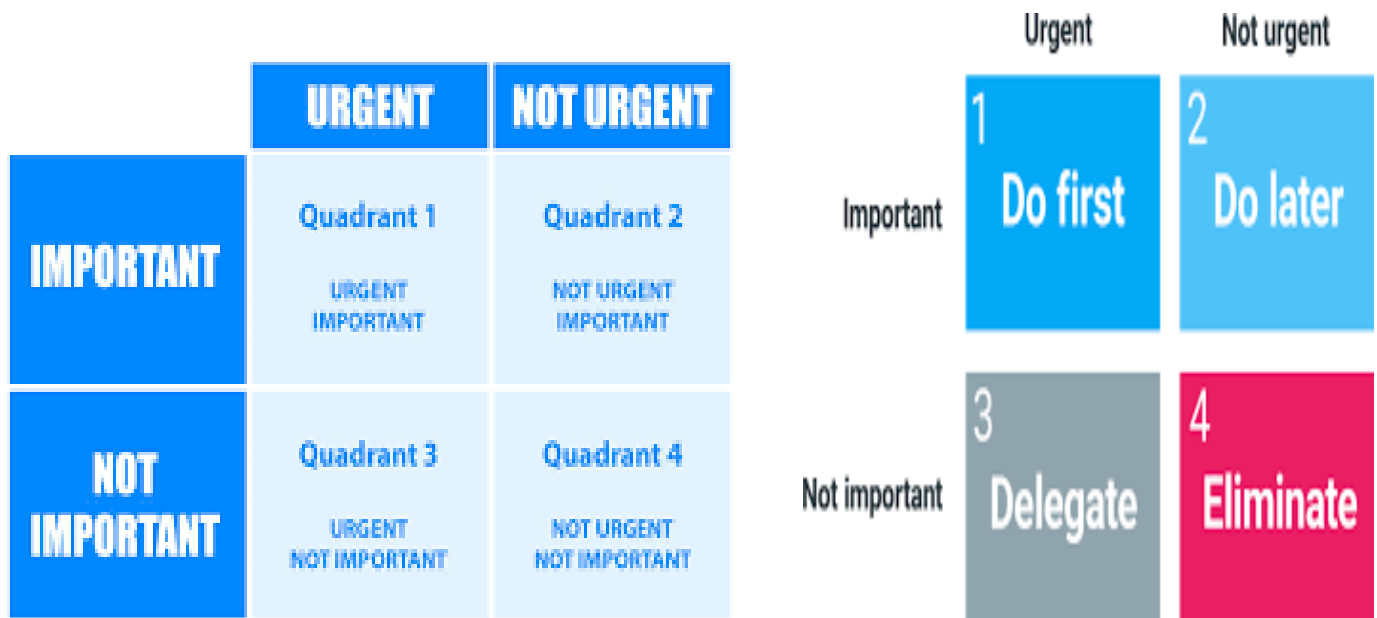 URGENT
NOT URGENT
IMPORTANT
Quadrant 1
URGENT
IMPORTANT
Quadrant 2
NOT URGENT
IMPORTANT
NOT
IMPORTANT
Quadrant 3
URGENT
NOT IMPORTANT
Quadrant 4
NOT URGENT
NOT IMPORTANT
Urgent
Not urgent
Important
1
Do first
2
Do later
Not important
3
Delegate
4
Eliminate